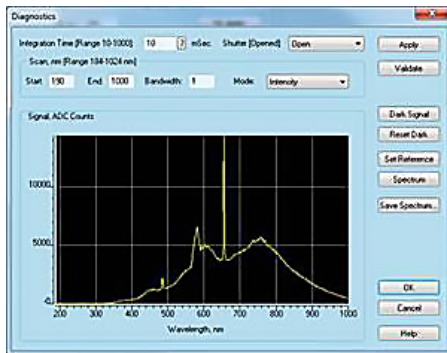 Diagnostics
Integration Time [Range 10-1000] 10 mSec. Shutter [Opened] Open
Apply
Scan, nm [Range 184-1024 nm]
Validate
Start 190 End 1000 Bandwidth: 1 Mode: Intensity
Signal, ADC Counts
Dark Signal
Reset Dark
Set Reference
Spectrum
Save Spectrum...
10000
5000
0
200 300 400 500 600 700 800 900 1000
Wavelength, nm
OK
Cancel
Help